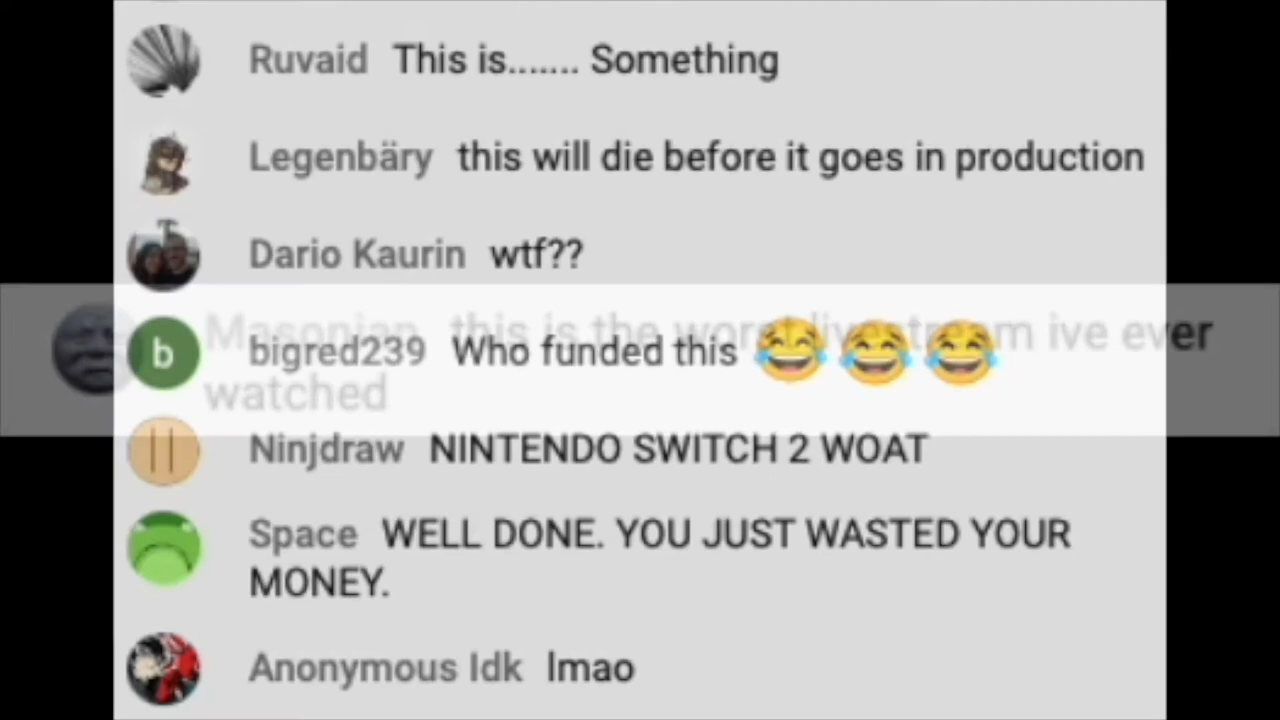 Ruvaid This is....... Something
Legenbäry this will die before it goes in production
Dario Kaurin wtf??
Masonian this is the worst livestream ive ever
watched
b bigred239 Who funded this 😂😂😂
Ninjdraw NINTENDO SWITCH 2 WOAT
Space WELL DONE. YOU JUST WASTED YOUR
MONEY.
Anonymous Idk lmao